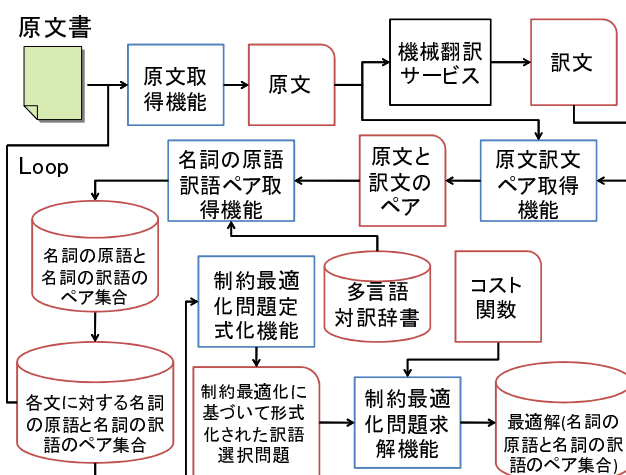 原文書
原文取
得機能
原文
機械翻訳
サービス
訳文
Loop
名詞の原語
訳語ペア取
得機能
原文と
訳文の
ペア
原文訳文
ペア取得
機能
名詞の原語と
名詞の訳語の
ペア集合
制約最適
化問題定
式化機能
多言語
対訳辞書
コスト
関数
各文に対する名詞
の原語と名詞の訳
語のペア集合
制約最適化に
基づいて形式
化された訳語
選択問題
制約最適
化問題求
解機能
最適解(名詞の
原語と名詞の訳
語のペア集合)